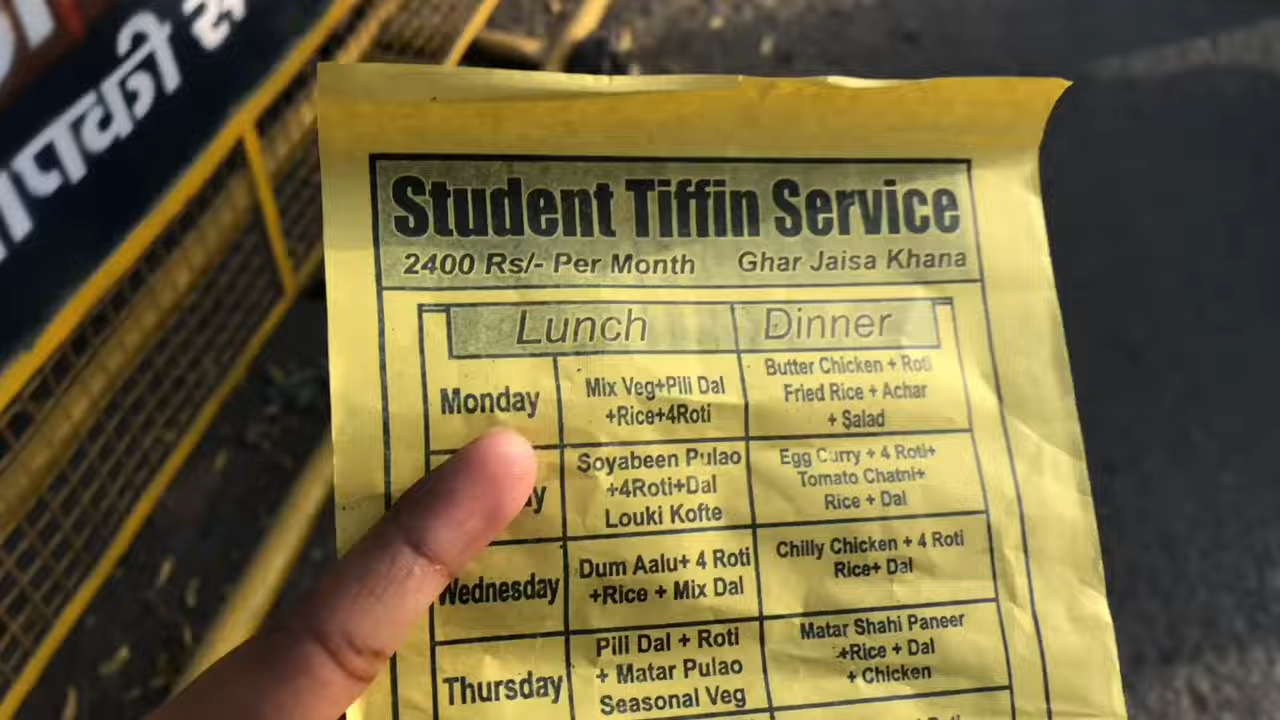 पकी
Student Tiffin Service
2400 Rs/- Per Month Ghar Jaisa Khana
Lunch Dinner
Monday
Mix Veg+Pili Dal
+Rice+4Roti
Butter Chicken + Roti
Fried Rice + Achar
+ Salad
Soyabeen Pulao
+4Roti+Dal
Louki Kofte
Egg Curry + 4 Roti+
Tomato Chatni+
Rice + Dal
Wednesday
Dum Aalu+ 4 Roti
+Rice + Mix Dal
Chilly Chicken + 4 Roti
Rice+ Dal
Thursday
Pili Dal + Roti
+ Matar Pulao
Seasonal Veg
Matar Shahi Paneer
+Rice + Dal
+ Chicken